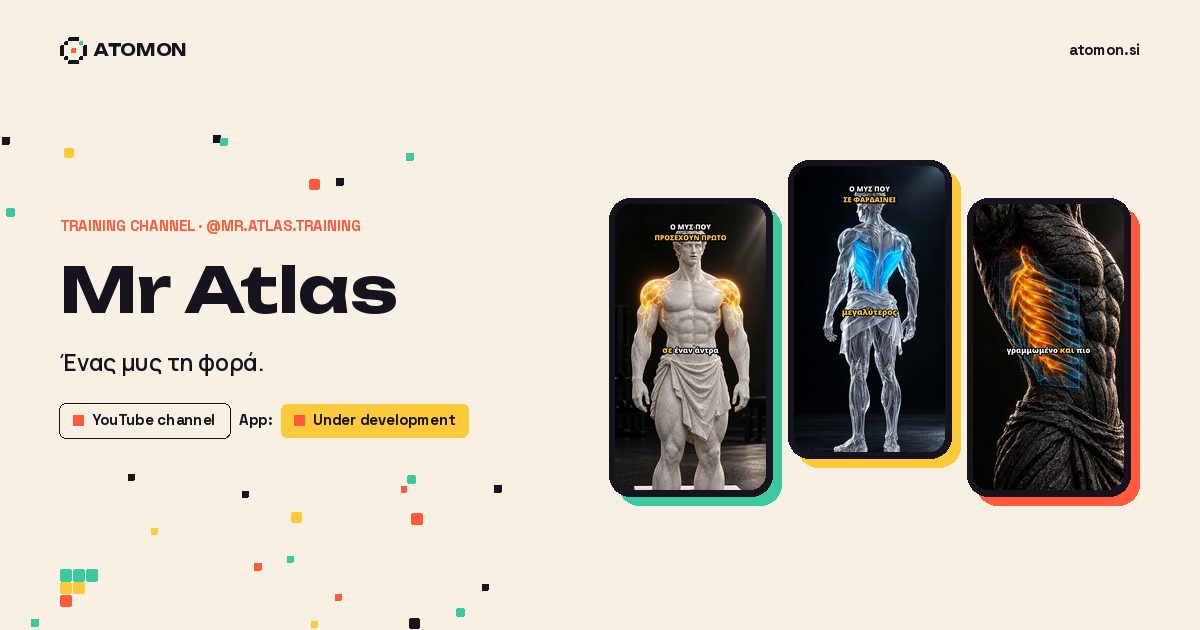 ATOMON
atomon.si
TRAINING CHANNEL · @MR.ATLAS.TRAINING
Mr Atlas
Ένας μυς τη φορά.
YouTube channel
App:
Under development
Ο ΜΥΣ ΠΟΥ
ΠΡΟΣΕΧΟΥΝ ΠΡΩΤΟ
σε έναν άντρα
Ο ΜΥΣ ΠΟΥ
ΣΕ ΦΑΡΔΑΙΝΕΙ
μεγαλύτερος
γραμμωμένο και πιο